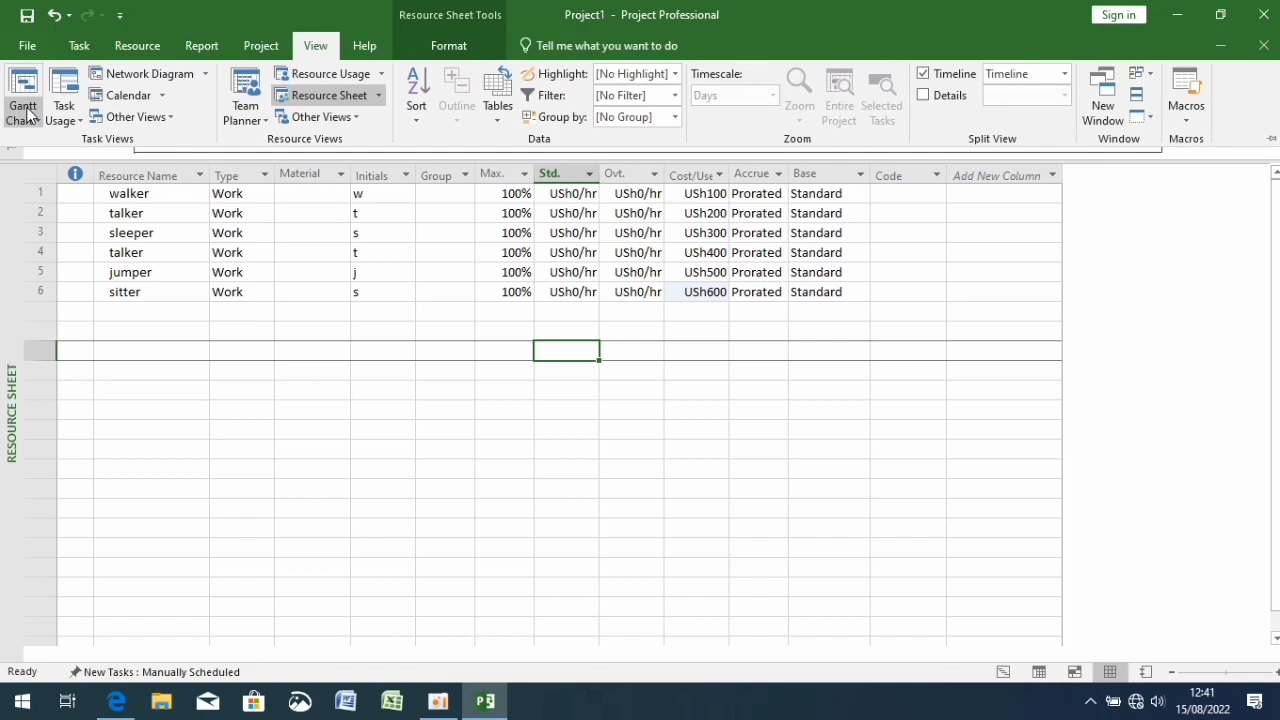 Resource Sheet Tools
Project1 - Project Professional
Sign in
File Task Resource Report Project View Help Format Tell me what you want to do
Gantt Chart
Task Usage
Network Diagram
Calendar
Other Views
Task Views
Team Planner
Resource Usage
Resource Sheet
Other Views
Resource Views
Sort
Outline
Tables
Highlight: [No Highlight]
Filter: [No Filter]
Group by: [No Group]
Data
Timescale:
Days
Zoom
Entire Project
Selected Tasks
Zoom
Timeline Timeline
Details
Split View
New Window
Window
Macros
Macros
Resource Name Type Material Initials Group Max. Std. Ovt. Cost/Use Accrue Base Code Add New Column
1 walker Work w 100% USh0/hr USh0/hr USh100 Prorated Standard
2 talker Work t 100% USh0/hr USh0/hr USh200 Prorated Standard
3 sleeper Work s 100% USh0/hr USh0/hr USh300 Prorated Standard
4 talker Work t 100% USh0/hr USh0/hr USh400 Prorated Standard
5 jumper Work j 100% USh0/hr USh0/hr USh500 Prorated Standard
6 sitter Work s 100% USh0/hr USh0/hr USh600 Prorated Standard
RESOURCE SHEET
Ready New Tasks : Manually Scheduled
12:41
15/08/2022